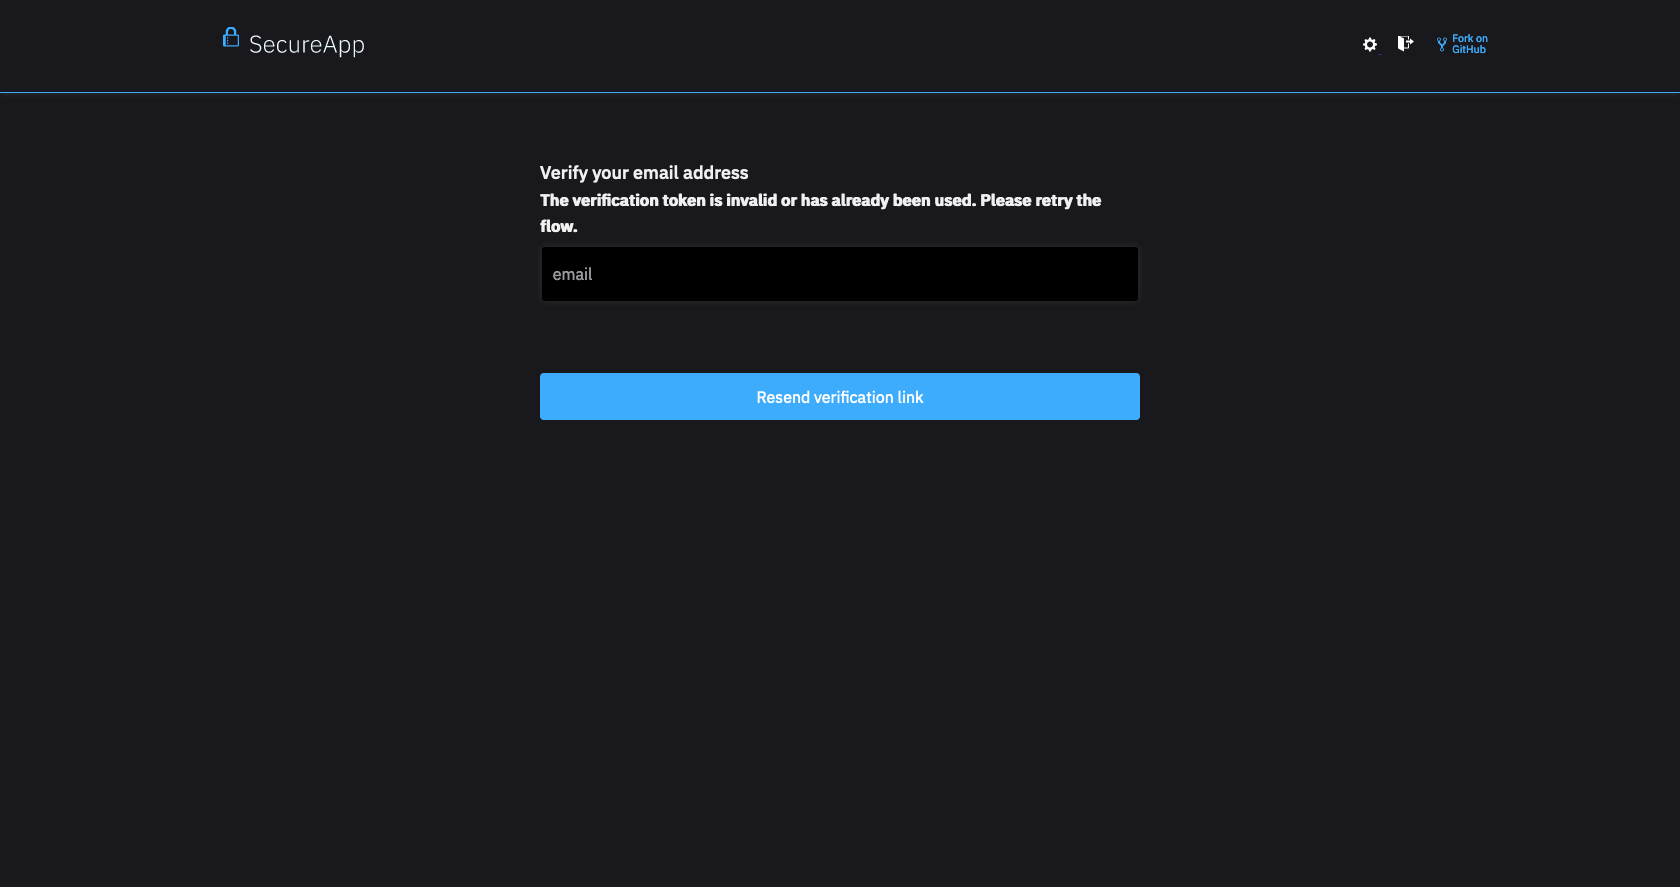 SecureApp
Fork on
GitHub
Verify your email address
The verification token is invalid or has already been used. Please retry the
flow.
email
Resend verification link